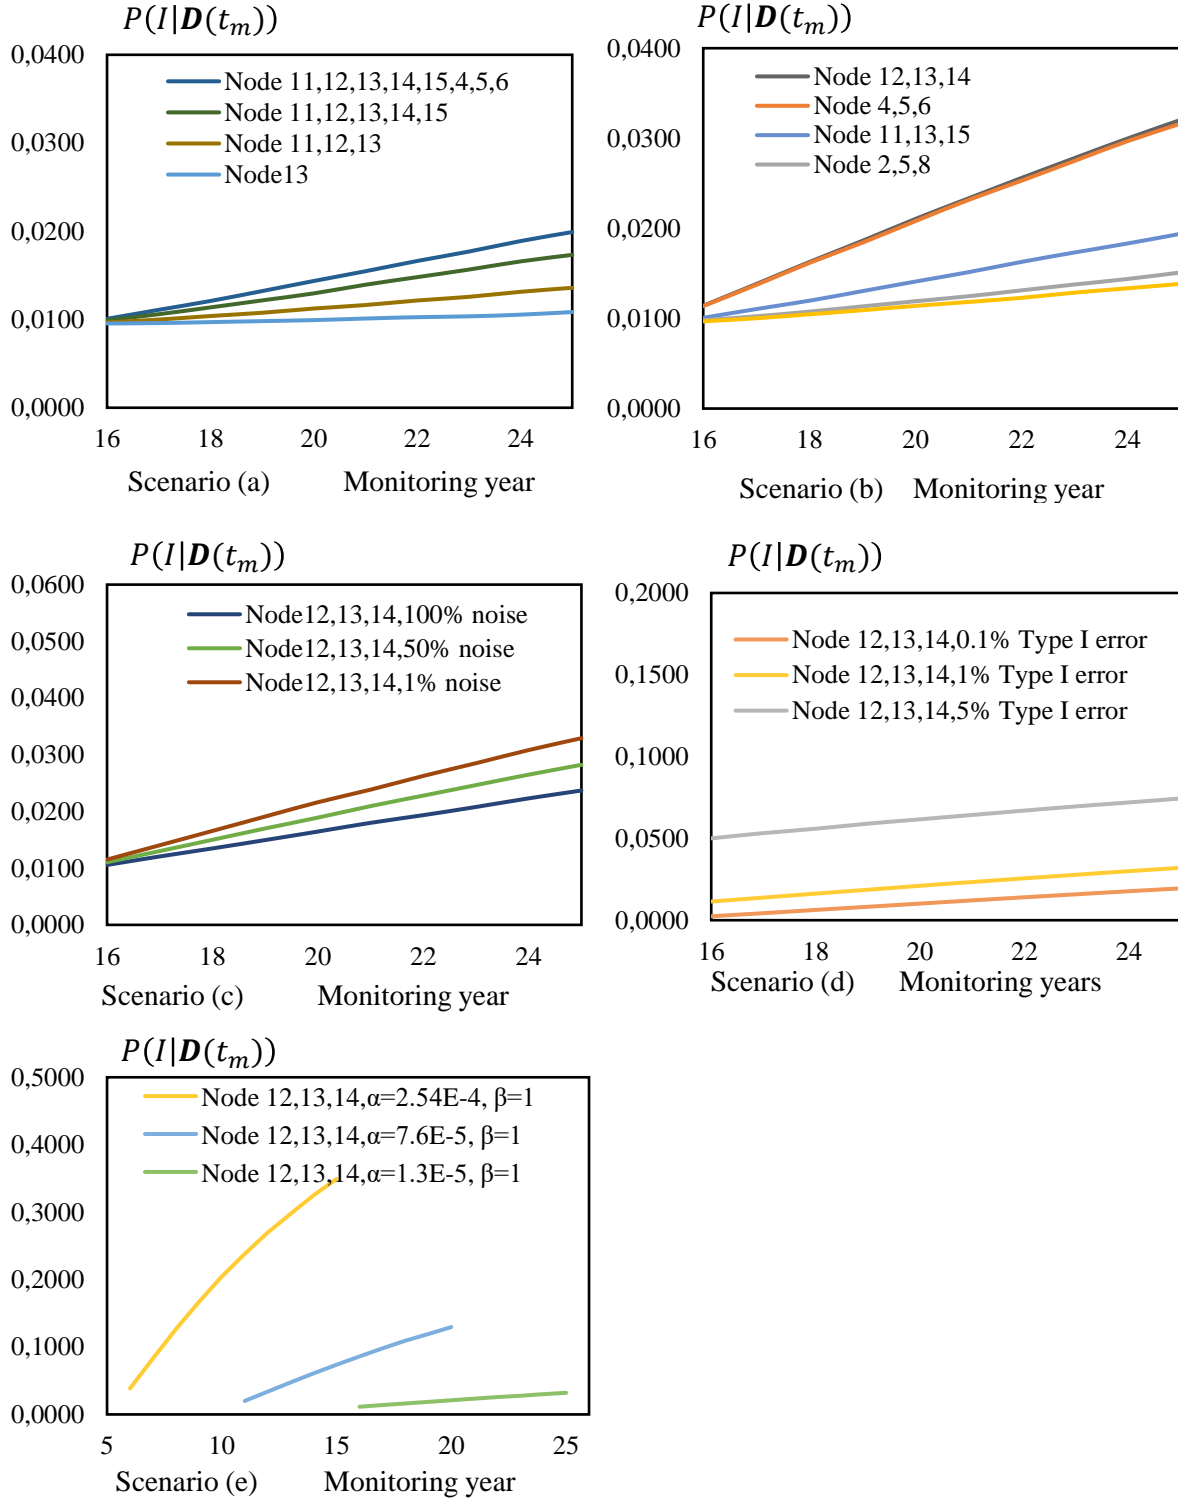 P(I|D(t_m))
0,0400
0,0300
0,0200
0,0100
0,0000
Node 11,12,13,14,15,4,5,6
Node 11,12,13,14,15
Node 11,12,13
Node13
16 18 20 22 24
Scenario (a) Monitoring year
P(I|D(t_m))
0,0400
0,0300
0,0200
0,0100
0,0000
Node 12,13,14
Node 4,5,6
Node 11,13,15
Node 2,5,8
16 18 20 22 24
Scenario (b) Monitoring year
P(I|D(t_m))
0,0600
0,0500
0,0400
0,0300
0,0200
0,0100
0,0000
Node12,13,14,100% noise
Node12,13,14,50% noise
Node12,13,14,1% noise
16 18 20 22 24
Scenario (c) Monitoring year
P(I|D(t_m))
0,2000
0,1500
0,1000
0,0500
0,0000
Node 12,13,14,0.1% Type I error
Node 12,13,14,1% Type I error
Node 12,13,14,5% Type I error
16 18 20 22 24
Scenario (d) Monitoring years
P(I|D(t_m))
0,5000
0,4000
0,3000
0,2000
0,1000
0,0000
Node 12,13,14,α=2.54E-4, β=1
Node 12,13,14,α=7.6E-5, β=1
Node 12,13,14,α=1.3E-5, β=1
5 10 15 20 25
Scenario (e) Monitoring year